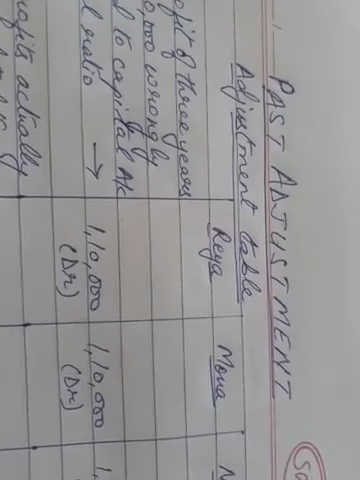 PAST ADJUSTMENT
Adjustment table
Reya Mona N
ofit of three years
0,000 wrongly
d to capital A/c
l ratio → 1,10,000 1,10,000 1,
(Dr) (Dr)
rofits actually